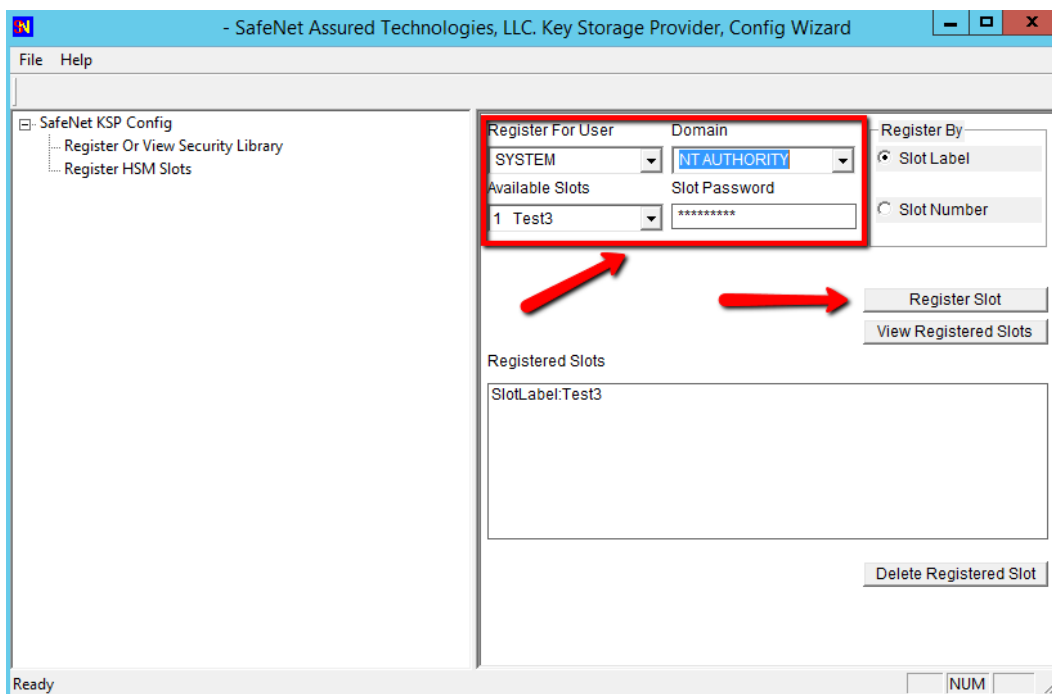 - SafeNet Assured Technologies, LLC. Key Storage Provider, Config Wizard
File Help
SafeNet KSP Config
Register Or View Security Library
Register HSM Slots
Register For User Domain
SYSTEM NT AUTHORITY
Available Slots Slot Password
1 Test3 *********
Register By
Slot Label
Slot Number
Register Slot
View Registered Slots
Registered Slots
SlotLabel:Test3
Delete Registered Slot
Ready NUM